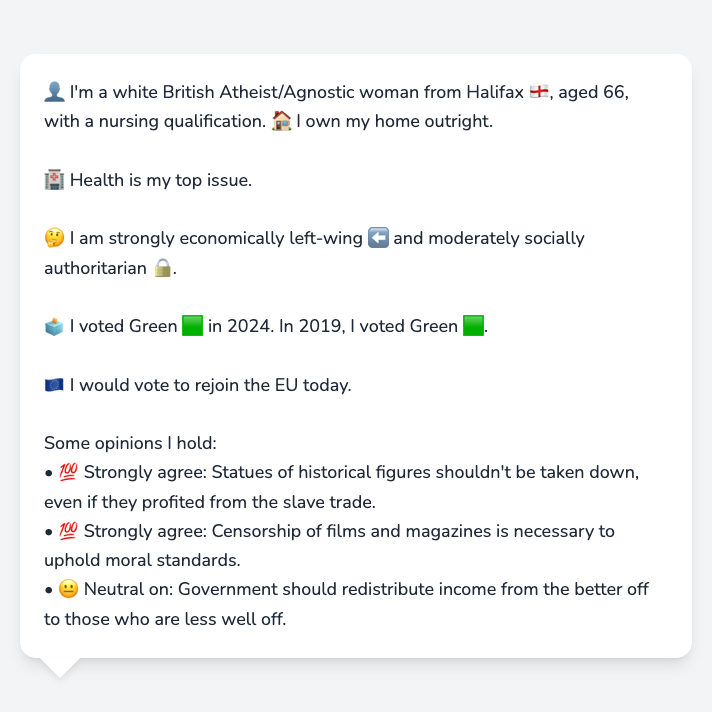 👤 I'm a white British Atheist/Agnostic woman from Halifax 🏴󠁧󠁢󠁥󠁮󠁧󠁿, aged 66,
with a nursing qualification. 🏠 I own my home outright.
🏥 Health is my top issue.
🤔 I am strongly economically left-wing ⬅️ and moderately socially
authoritarian 🔒.
🗳️ I voted Green 🟩 in 2024. In 2019, I voted Green 🟩.
🇪🇺 I would vote to rejoin the EU today.
Some opinions I hold:
• 💯 Strongly agree: Statues of historical figures shouldn't be taken down,
even if they profited from the slave trade.
• 💯 Strongly agree: Censorship of films and magazines is necessary to
uphold moral standards.
• 😐 Neutral on: Government should redistribute income from the better off
to those who are less well off.